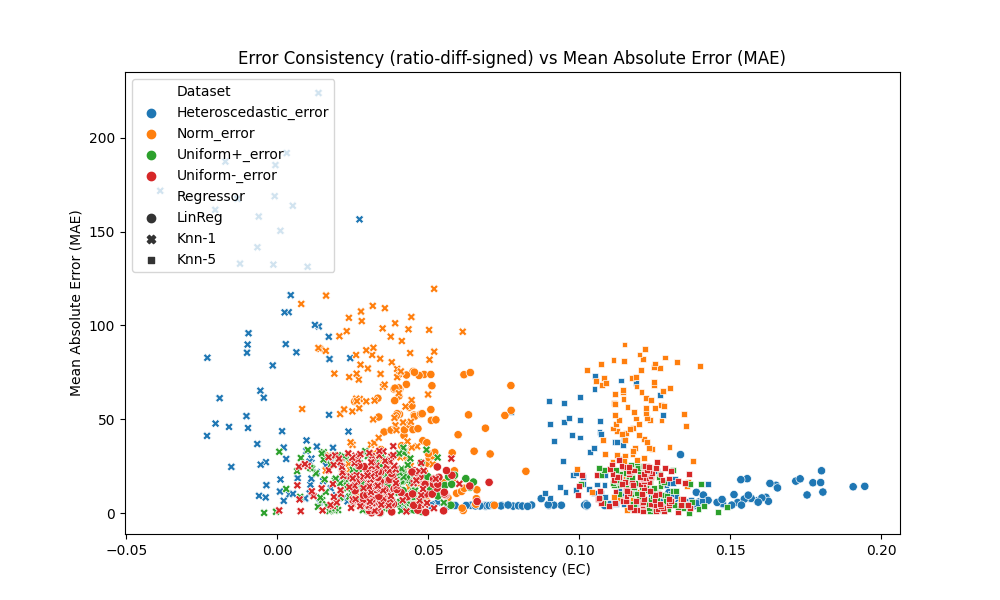 Error Consistency (ratio-diff-signed) vs Mean Absolute Error (MAE)
Dataset
Heteroscedastic_error
Norm_error
Uniform+_error
Uniform-_error
Regressor
LinReg
Knn-1
Knn-5
Mean Absolute Error (MAE)
200
150
100
50
0
−0.05 0.00 0.05 0.10 0.15 0.20
Error Consistency (EC)